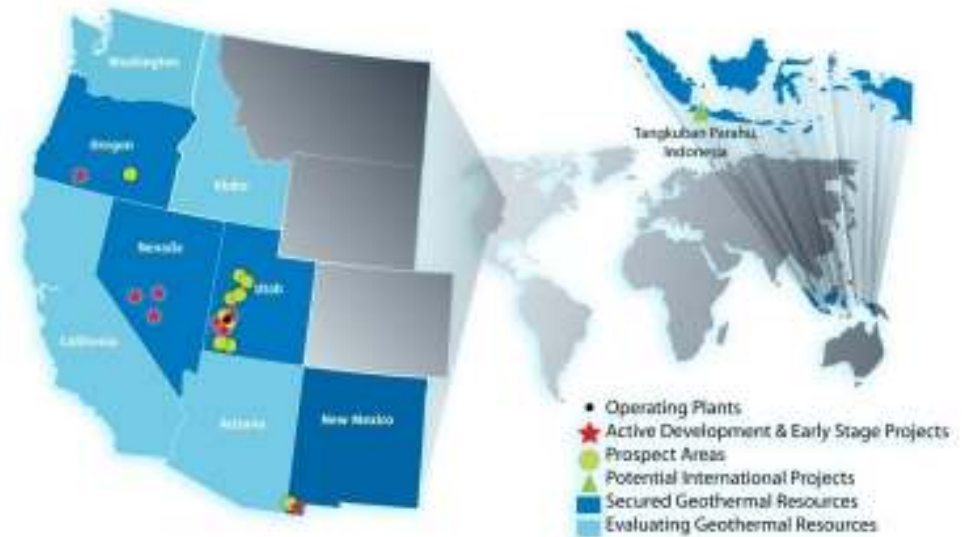 Washington
Oregon
Idaho
Nevada
Utah
California
Arizona
New Mexico
Tangkuban Parahu,
Indonesia
Operating Plants
Active Development & Early Stage Projects
Prospect Areas
Potential International Projects
Secured Geothermal Resources
Evaluating Geothermal Resources